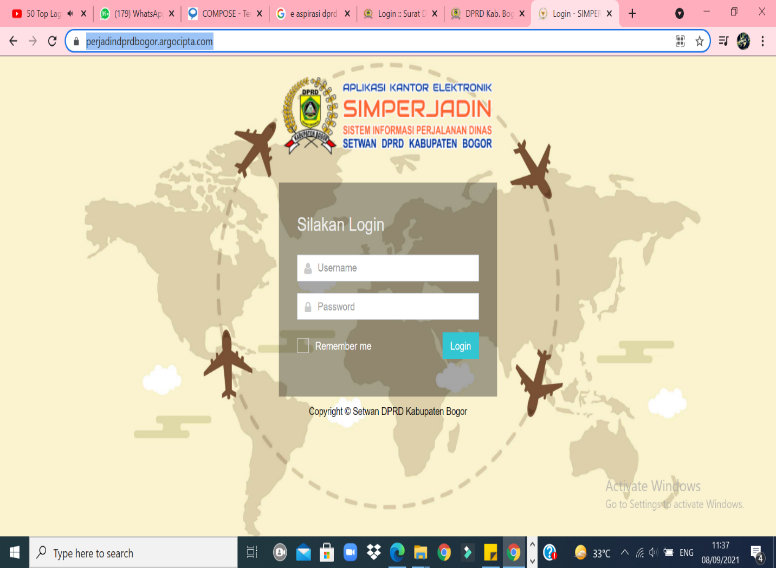 50 Top Lag
(179) WhatsAp
COMPOSE - Te
e aspirasi dprd
Login :: Surat D
DPRD Kab. Bog
Login - SIMPER
perjadindprdbogor.argocipta.com
DPRD
KABUPATEN BOGOR
APLIKASI KANTOR ELEKTRONIK
SIMPERJADIN
SISTEM INFORMASI PERJALANAN DINAS
SETWAN DPRD KABUPATEN BOGOR
Silakan Login
Username
Password
Remember me
Login
Copyright © Setwan DPRD Kabupaten Bogor
Activate Windows
Go to Settings to activate Windows.
Type here to search
33°C
ENG
11:37
08/09/2021
4